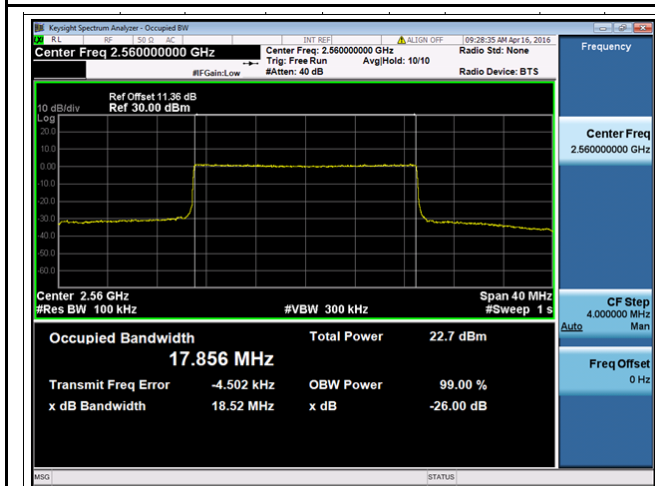 Keysight Spectrum Analyzer - Occupied BW
RL RF 50 Ω AC INT REF ALIGN OFF 09:28:35 AM Apr 16, 2016
Center Freq 2.560000000 GHz Center Freq: 2.560000000 GHz Radio Std: None
Trig: Free Run Avg|Hold: 10/10
#IFGain:Low #Atten: 40 dB Radio Device: BTS
Ref Offset 11.36 dB
10 dB/div Ref 30.00 dBm
Log
20.0
10.0
0.00
-10.0
-20.0
-30.0
-40.0
-50.0
-60.0
Center 2.56 GHz Span 40 MHz
#Res BW 100 kHz #VBW 300 kHz #Sweep 1 s
Occupied Bandwidth Total Power 22.7 dBm
17.856 MHz
Transmit Freq Error -4.502 kHz OBW Power 99.00 %
x dB Bandwidth 18.52 MHz x dB -26.00 dB
MSG STATUS
Frequency
Center Freq
2.560000000 GHz
CF Step
4.000000 MHz
Auto Man
Freq Offset
0 Hz